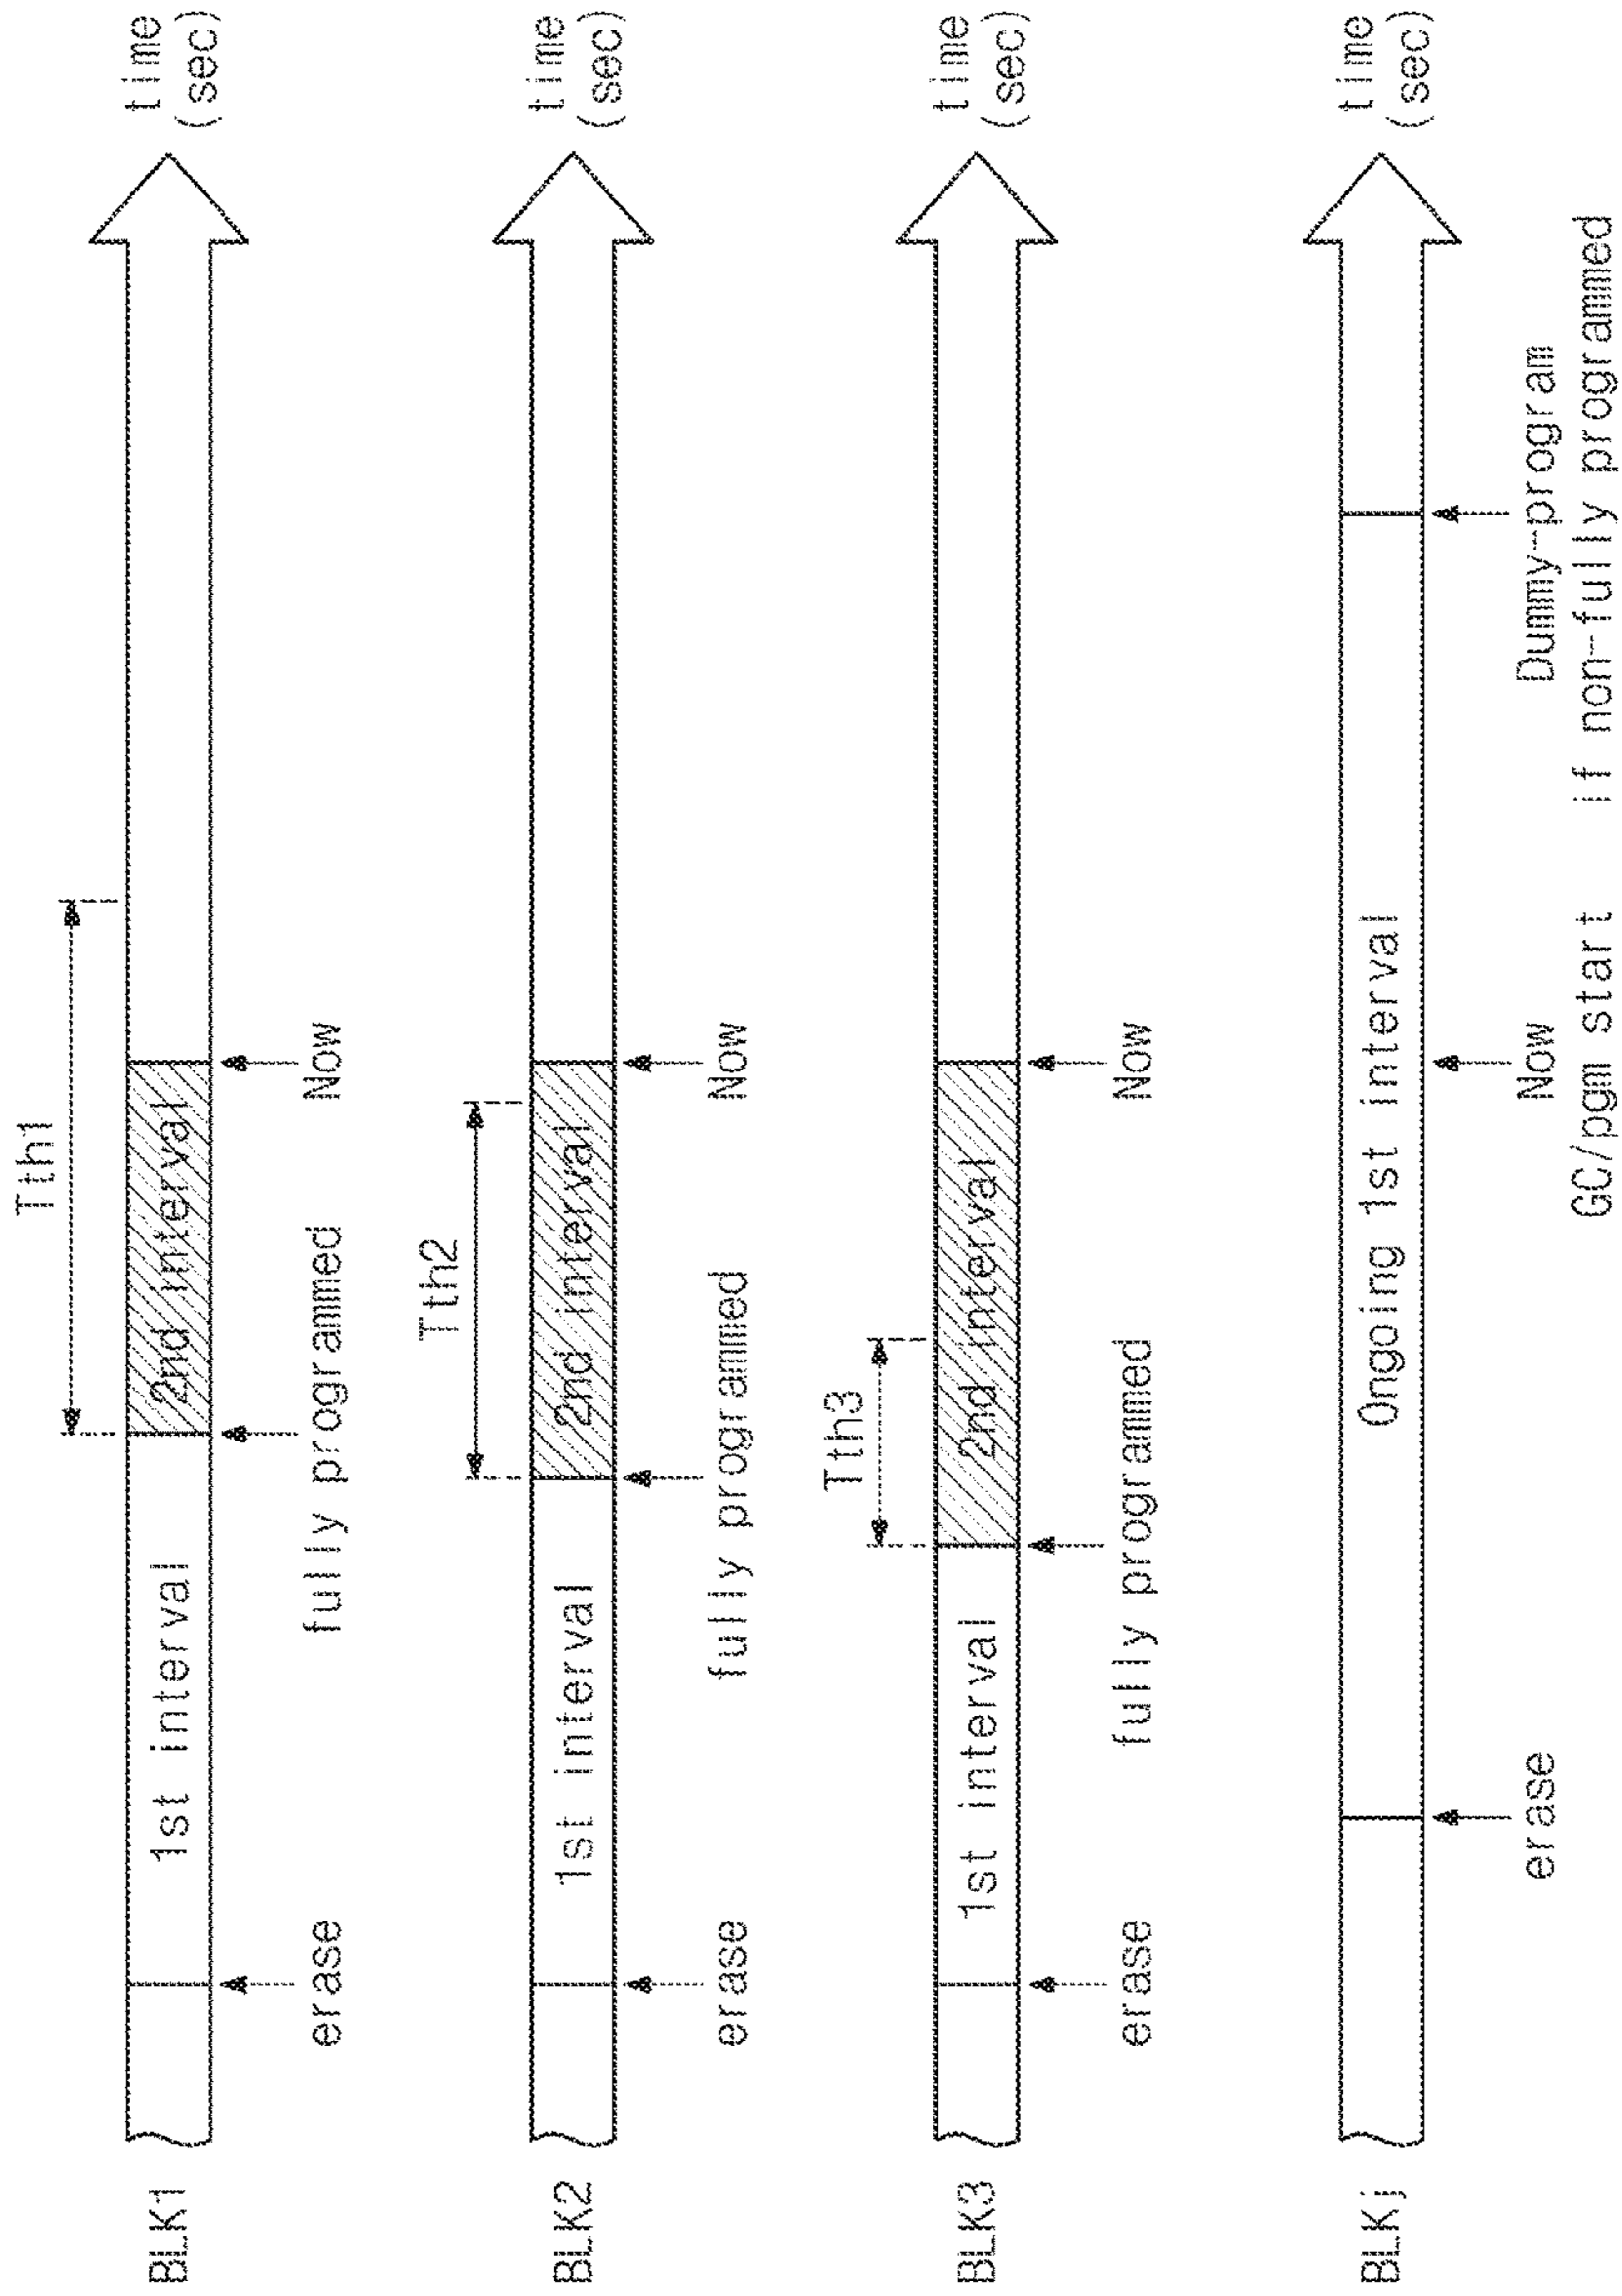 Tth1
BLK1
1st interval
2nd interval
time
(sec)
erase
fully programmed
Now
Tth2
BLK2
1st interval
2nd interval
time
(sec)
erase
fully programmed
Now
Tth3
BLK3
1st interval
2nd interval
time
(sec)
erase
fully programmed
Now
BLKj
Ongoing 1st interval
time
(sec)
erase
Now
Dummy-program
GC/pgm start
if non-fully programmed